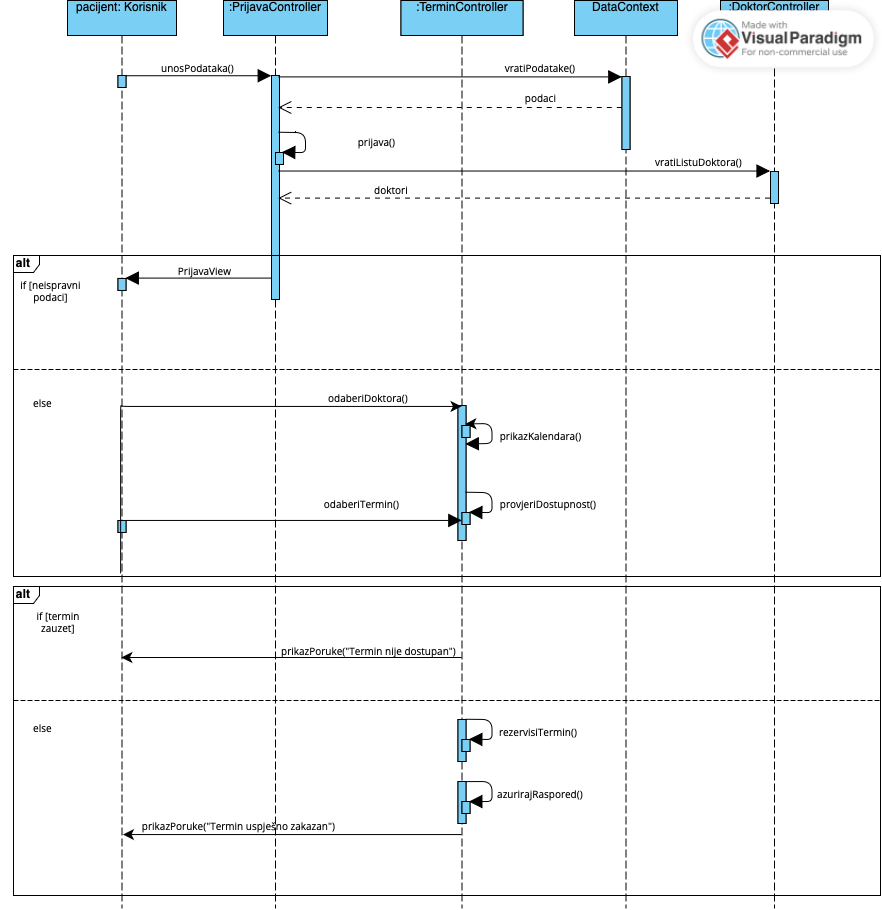 pacijent: Korisnik
:PrijavaController
:TerminController
DataContext
:DoktorController
Made with
VisualParadigm
For non-commercial use
unosPodataka()
vratiPodatke()
podaci
prijava()
vratiListuDoktora()
doktori
alt
PrijavaView
if [neispravni
podaci]
else
odaberiDoktora()
prikazKalendara()
odaberiTermin()
provjeriDostupnost()
alt
if [termin
zauzet]
prikazPoruke("Termin nije dostupan")
else
rezervisiTermin()
azurirajRaspored()
prikazPoruke("Termin uspješno zakazan")